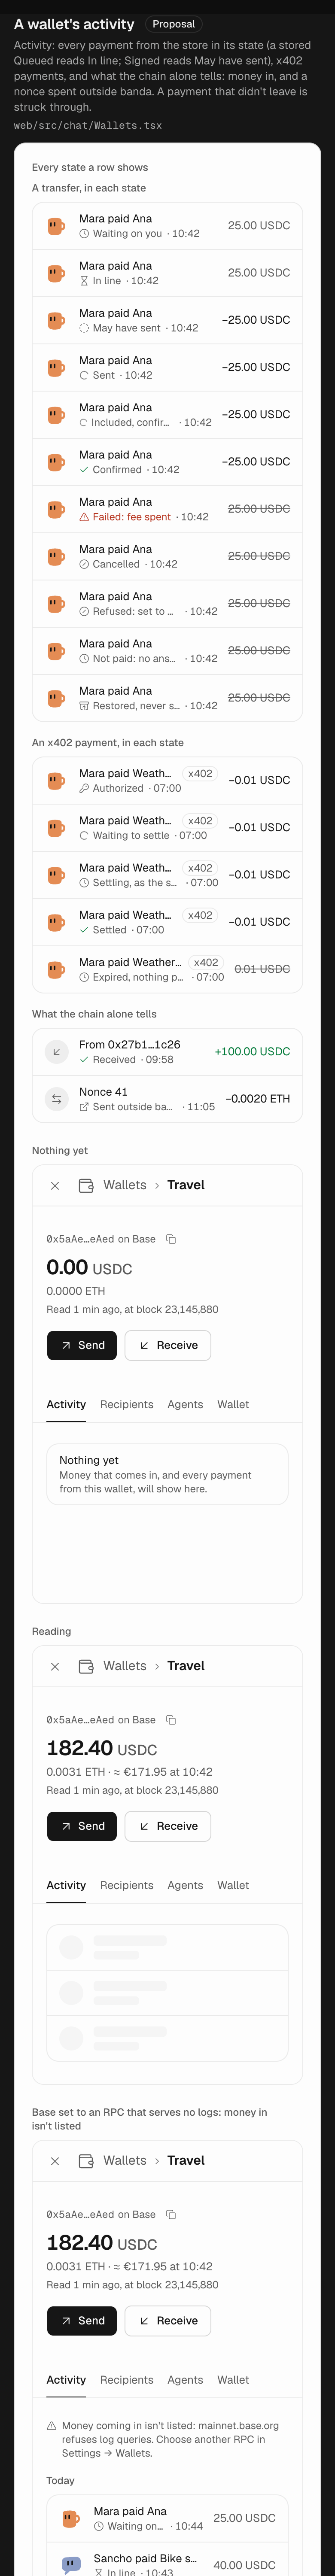 A wallet's activity Proposal
Activity: every payment from the store in its state (a stored
Queued reads In line; Signed reads May have sent), x402
payments, and what the chain alone tells: money in, and a
nonce spent outside banda. A payment that didn't leave is
struck through.
web/src/chat/Wallets.tsx
Every state a row shows
A transfer, in each state
Mara paid Ana
Waiting on you · 10:42
25.00 USDC
Mara paid Ana
In line · 10:42
25.00 USDC
Mara paid Ana
May have sent · 10:42
−25.00 USDC
Mara paid Ana
Sent · 10:42
−25.00 USDC
Mara paid Ana
Included, confir… · 10:42
−25.00 USDC
Mara paid Ana
Confirmed · 10:42
−25.00 USDC
Mara paid Ana
Failed: fee spent · 10:42
25.00 USDC
Mara paid Ana
Cancelled · 10:42
25.00 USDC
Mara paid Ana
Refused: set to … · 10:42
25.00 USDC
Mara paid Ana
Not paid: no ans… · 10:42
25.00 USDC
Mara paid Ana
Restored, never s… · 10:42
25.00 USDC
An x402 payment, in each state
Mara paid Weath… x402
Authorized · 07:00
−0.01 USDC
Mara paid Weath… x402
Waiting to settle · 07:00
−0.01 USDC
Mara paid Weath… x402
Settling, as the s… · 07:00
−0.01 USDC
Mara paid Weath… x402
Settled · 07:00
−0.01 USDC
Mara paid Weather… x402
Expired, nothing p… · 07:00
0.01 USDC
What the chain alone tells
From 0x27b1…1c26
Received · 09:58
+100.00 USDC
Nonce 41
Sent outside ba… · 11:05
−0.0020 ETH
Nothing yet
Wallets › Travel
0x5aAe…eAed on Base
0.00 USDC
0.0000 ETH
Read 1 min ago, at block 23,145,880
Send Receive
Activity Recipients Agents Wallet
Nothing yet
Money that comes in, and every payment
from this wallet, will show here.
Reading
Wallets › Travel
0x5aAe…eAed on Base
182.40 USDC
0.0031 ETH · ≈ €171.95 at 10:42
Read 1 min ago, at block 23,145,880
Send Receive
Activity Recipients Agents Wallet
Base set to an RPC that serves no logs: money in
isn't listed
Wallets › Travel
0x5aAe…eAed on Base
182.40 USDC
0.0031 ETH · ≈ €171.95 at 10:42
Read 1 min ago, at block 23,145,880
Send Receive
Activity Recipients Agents Wallet
Money coming in isn't listed: mainnet.base.org
refuses log queries. Choose another RPC in
Settings → Wallets.
Today
Mara paid Ana
Waiting on… · 10:44
25.00 USDC
Sancho paid Bike s…
In line · 10:43
40.00 USDC